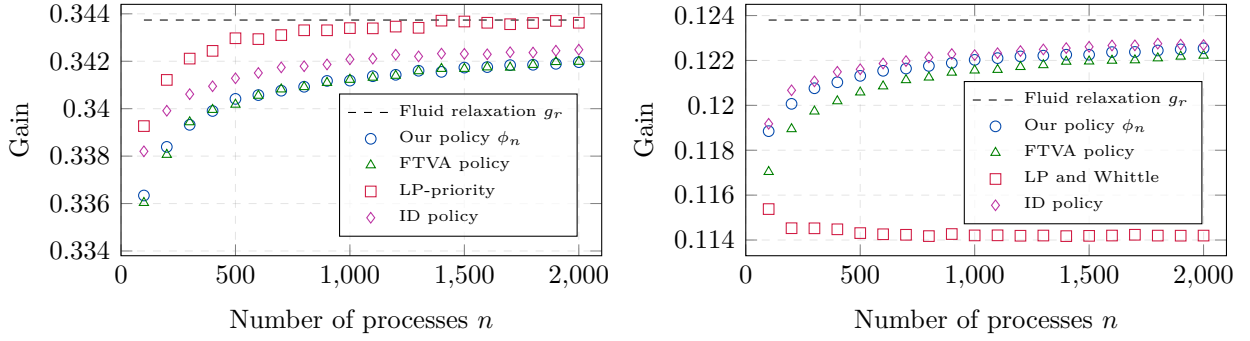 0.344
0.342
0.34
0.338
0.336
0.334
Gain
Fluid relaxation g_r
Our policy ϕ_n
FTVA policy
LP-priority
ID policy
0 500 1,000 1,500 2,000
Number of processes n
0.124
0.122
0.12
0.118
0.116
0.114
Gain
Fluid relaxation g_r
Our policy ϕ_n
FTVA policy
LP and Whittle
ID policy
0 500 1,000 1,500 2,000
Number of processes n